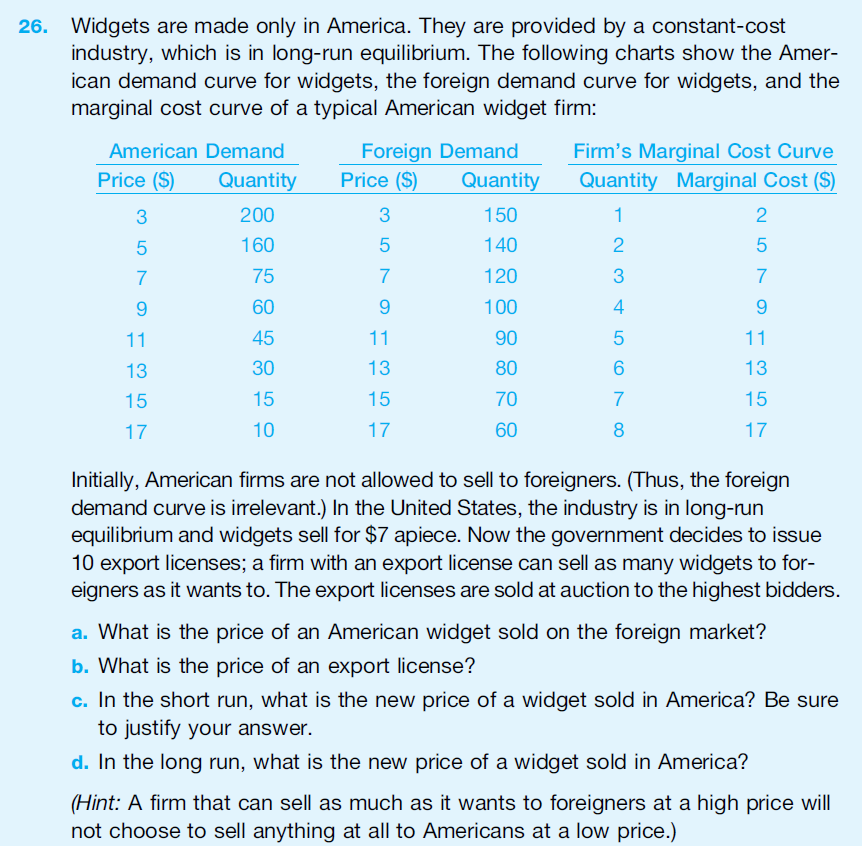 26. Widgets are made only in America. They are provided by a constant-cost
industry, which is in long-run equilibrium. The following charts show the Amer-
ican demand curve for widgets, the foreign demand curve for widgets, and the
marginal cost curve of a typical American widget firm:
American Demand Foreign Demand Firm's Marginal Cost Curve
Price ($) Quantity Price ($) Quantity Quantity Marginal Cost ($)
3 200 3 150 1 2
5 160 5 140 2 5
7 75 7 120 3 7
9 60 9 100 4 9
11 45 11 90 5 11
13 30 13 80 6 13
15 15 15 70 7 15
17 10 17 60 8 17
Initially, American firms are not allowed to sell to foreigners. (Thus, the foreign
demand curve is irrelevant.) In the United States, the industry is in long-run
equilibrium and widgets sell for $7 apiece. Now the government decides to issue
10 export licenses; a firm with an export license can sell as many widgets to for-
eigners as it wants to. The export licenses are sold at auction to the highest bidders.
a. What is the price of an American widget sold on the foreign market?
b. What is the price of an export license?
c. In the short run, what is the new price of a widget sold in America? Be sure
to justify your answer.
d. In the long run, what is the new price of a widget sold in America?
(Hint: A firm that can sell as much as it wants to foreigners at a high price will
not choose to sell anything at all to Americans at a low price.)